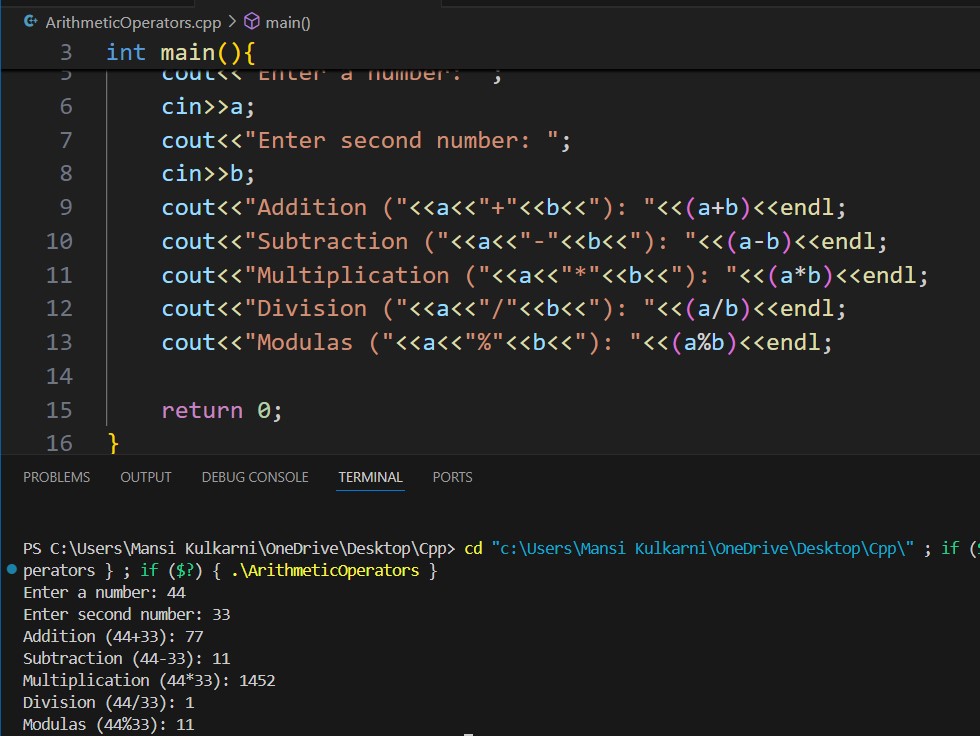 ArithmeticOperators.cpp > main()
3 int main(){
5 cout<<"Enter a number: ";
6 cin>>a;
7 cout<<"Enter second number: ";
8 cin>>b;
9 cout<<"Addition ("<<a<<"+"<<b<<"): "<<(a+b)<<endl;
10 cout<<"Subtraction ("<<a<<"-"<<b<<"): "<<(a-b)<<endl;
11 cout<<"Multiplication ("<<a<<"*"<<b<<"): "<<(a*b)<<endl;
12 cout<<"Division ("<<a<<"/"<<b<<"): "<<(a/b)<<endl;
13 cout<<"Modulas ("<<a<<"%"<<b<<"): "<<(a%b)<<endl;
14
15 return 0;
16 }
PROBLEMS OUTPUT DEBUG CONSOLE TERMINAL PORTS
PS C:\Users\Mansi Kulkarni\OneDrive\Desktop\Cpp> cd "c:\Users\Mansi Kulkarni\OneDrive\Desktop\Cpp\" ; if (
perators } ; if ($?) { .\ArithmeticOperators }
Enter a number: 44
Enter second number: 33
Addition (44+33): 77
Subtraction (44-33): 11
Multiplication (44*33): 1452
Division (44/33): 1
Modulas (44%33): 11